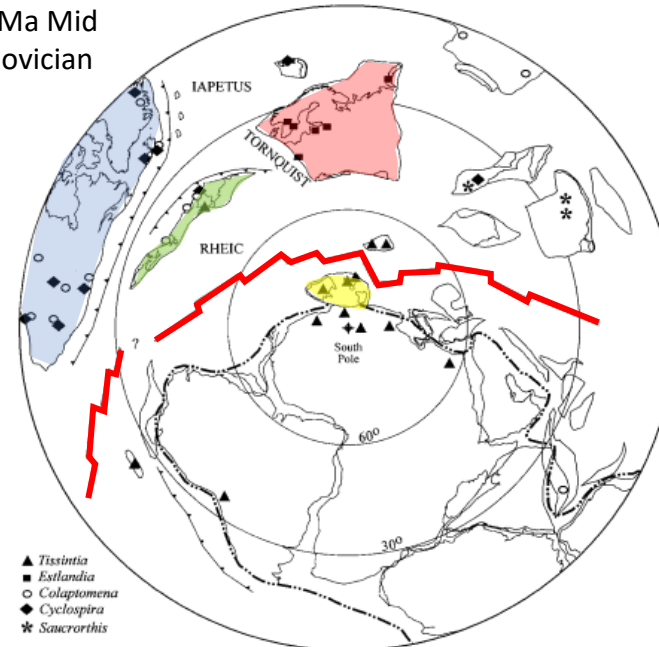 Ma Mid
ovician
IAPETUS
TORNQUIST
RHEIC
?
South
Pole
60°
30°
▲ Tissintia
■ Estlandia
○ Colaptomena
◆ Cyclospira
* Saucrorthis